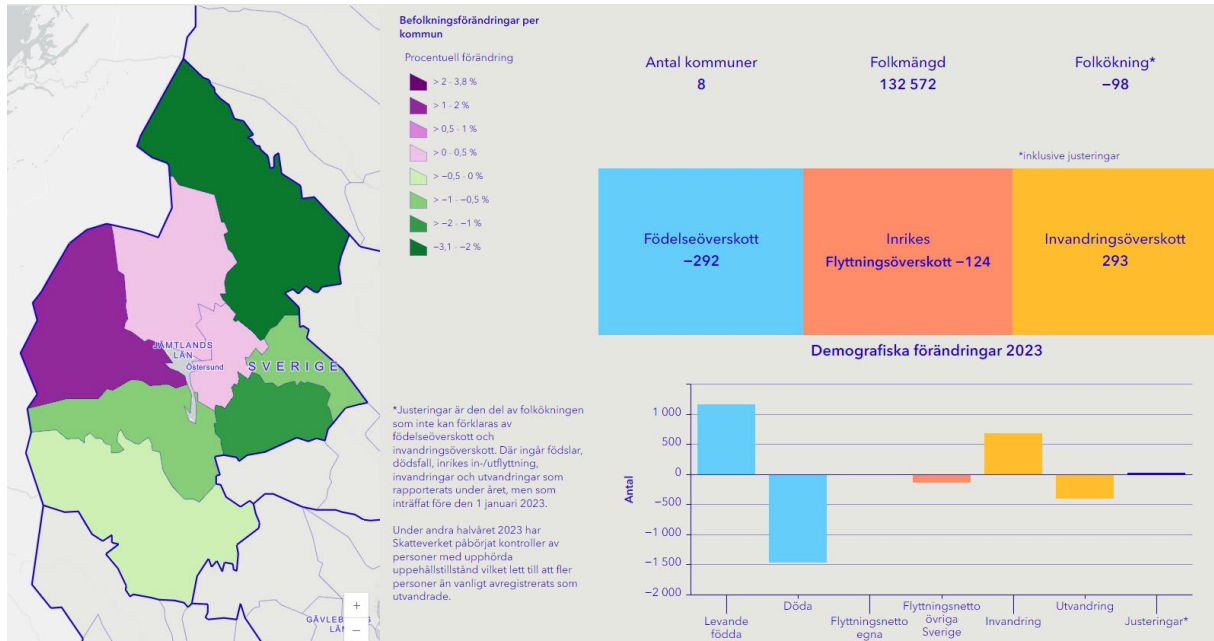 Befolkningsförändringar per
kommun
Procentuell förändring
> 2 - 3,8 %
> 1 - 2 %
> 0,5 - 1 %
> 0 - 0,5 %
> −0,5 - 0 %
> −1 - −0,5 %
> −2 - −1 %
−3,1 - −2 %
JÄMTLANDS
LÄN
Östersund
SVERIGE
+
−
*Justeringar är den del av folkökningen
som inte kan förklaras av
födelseöverskott och
invandringsöverskott. Där ingår födslar,
dödsfall, inrikes in-/utflyttning,
invandringar och utvandringar som
rapporterats under året, men som
inträffat före den 1 januari 2023.
Under andra halvåret 2023 har
Skatteverket påbörjat kontroller av
personer med upphörda
uppehållstillstånd vilket lett till att fler
personer än vanligt avregistrerats som
utvandrade.
Antal kommuner
8
Folkmängd
132 572
Folkökning*
−98
*inklusive justeringar
Födelseöverskott
−292
Inrikes
Flyttningsöverskott −124
Invandringsöverskott
293
Demografiska förändringar 2023
Antal
1 000
500
0
−500
−1 000
−1 500
−2 000
Levande
födda
Döda
Flyttningsnetto
egna
Flyttningsnetto
övriga
Sverige
Invandring
Utvandring
Justeringar*